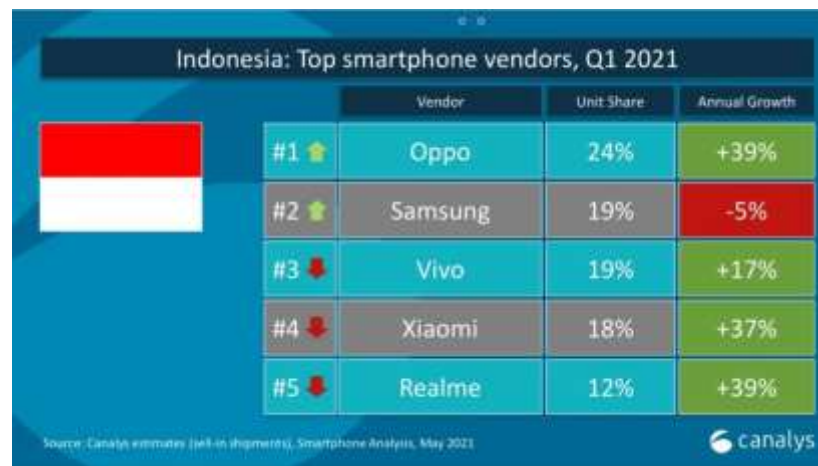 Indonesia: Top smartphone vendors, Q1 2021
Vendor Unit Share Annual Growth
#1 Oppo 24% +39%
#2 Samsung 19% -5%
#3 Vivo 19% +17%
#4 Xiaomi 18% +37%
#5 Realme 12% +39%
Source: Canalys estimates (sell-in shipments), Smartphone Analysis, May 2021
canalys